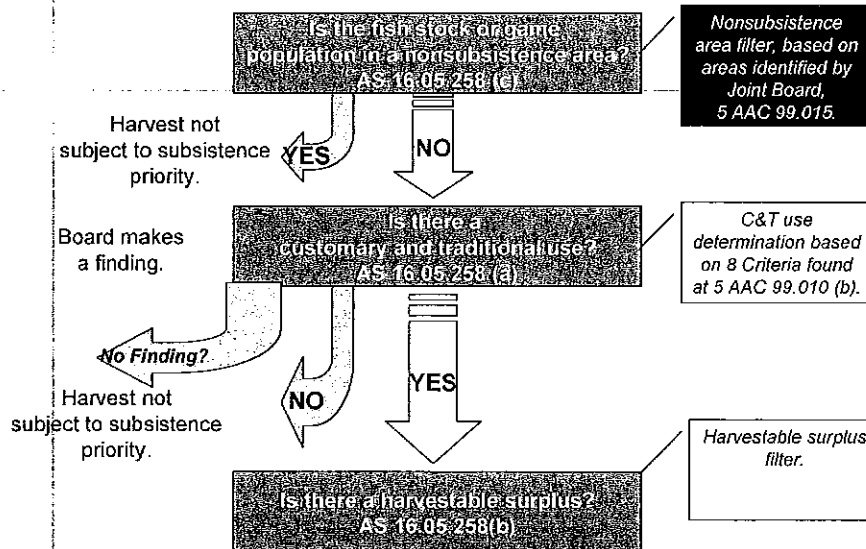 Is the fish stock or game
population in a nonsubsistence area?
AS 16.05.258 (c)
Nonsubsistence
area filter, based on
areas identified by
Joint Board,
5 AAC 99.015.
Harvest not
subject to subsistence
priority.
YES
NO
Is there a
customary and traditional use?
AS 16.05.258 (a)
C&T use
determination based
on 8 Criteria found
at 5 AAC 99.010 (b).
Board makes
a finding.
No Finding?
Harvest not
subject to subsistence
priority.
NO
YES
Harvestable surplus
filter.
Is there a harvestable surplus?
AS 16.05.258(b)